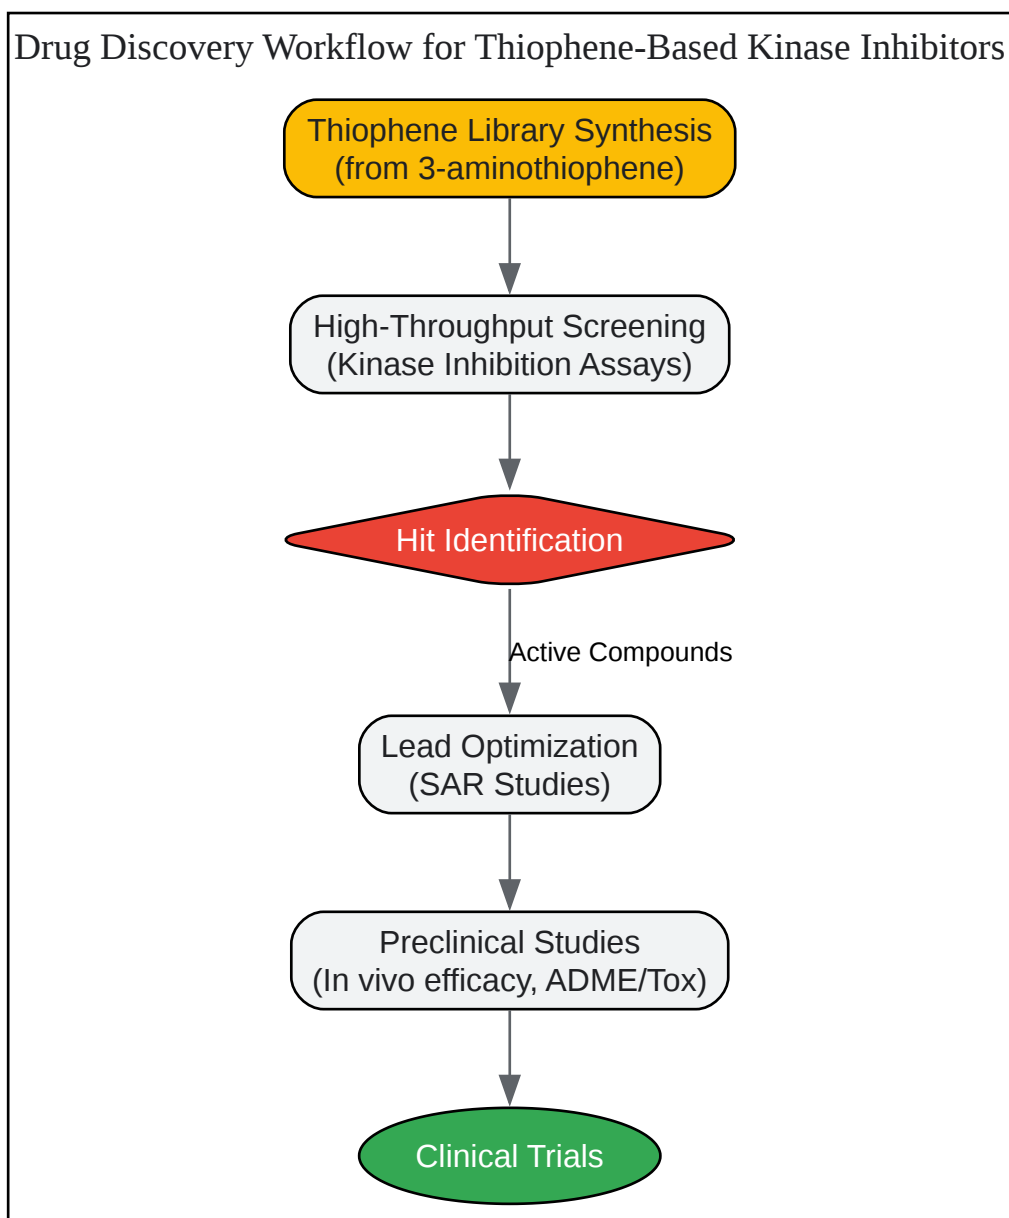 Drug Discovery Workflow for Thiophene-Based Kinase Inhibitors
Thiophene Library Synthesis
(from 3-aminothiophene)
High-Throughput Screening
(Kinase Inhibition Assays)
Hit Identification
Active Compounds
Lead Optimization
(SAR Studies)
Preclinical Studies
(In vivo efficacy, ADME/Tox)
Clinical Trials